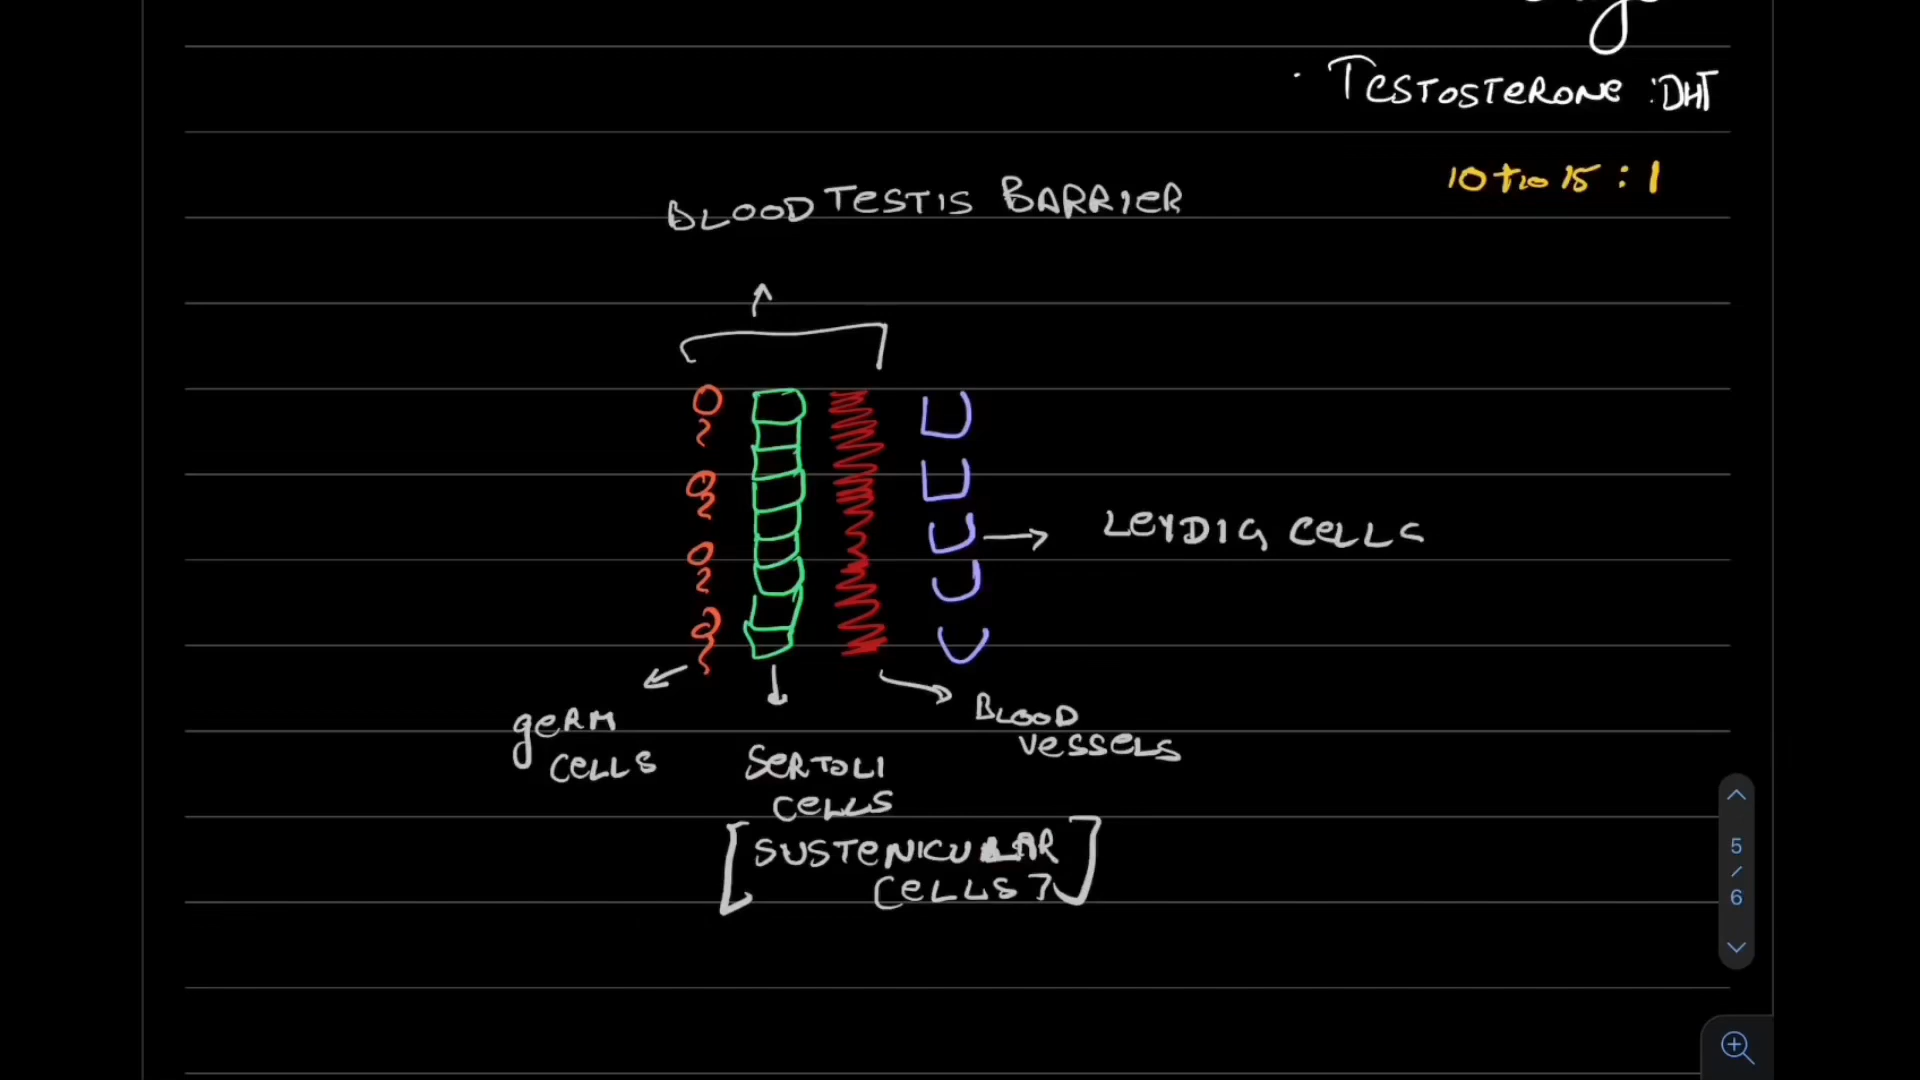 TESTOSTERONE : DHT
10 to 15 : 1
BLOOD TESTIS BARRIER
LEYDIG CELLS
BLOOD
VESSELS
GERM
CELLS
SERTOLI
CELLS
[SUSTENICULAR
CELLS]
5
/
6